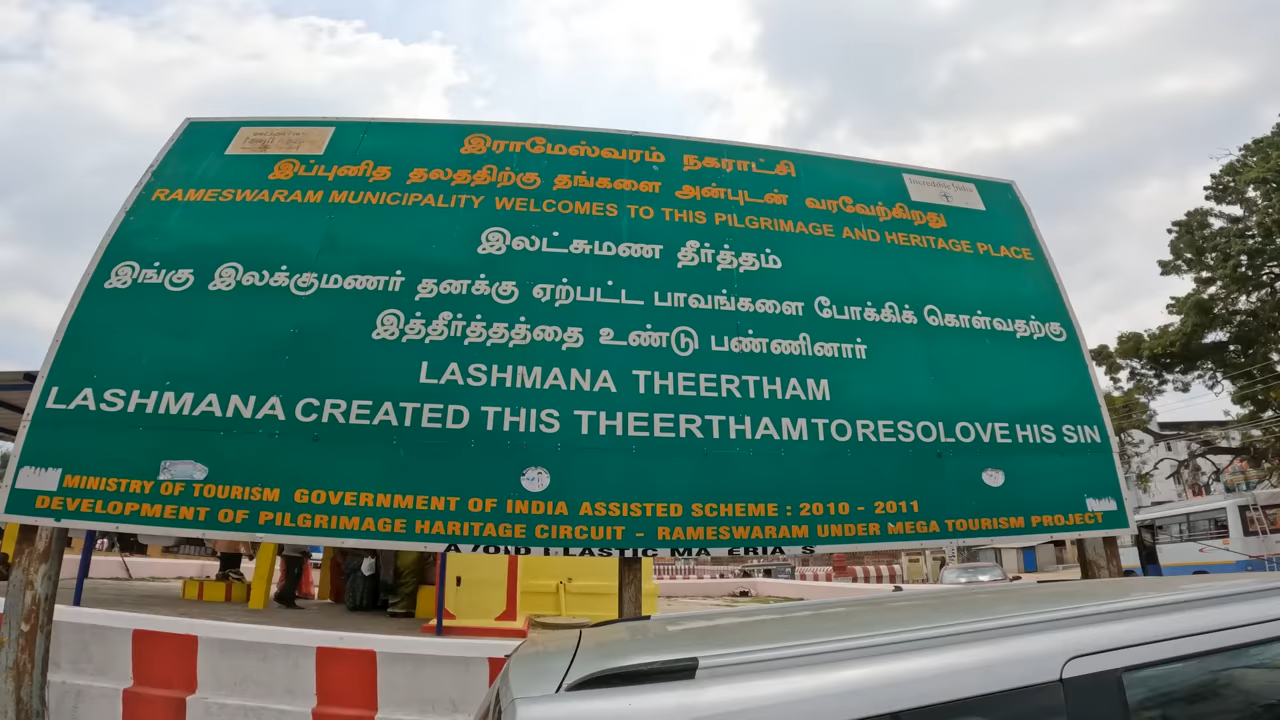 இராமேஸ்வரம் நகராட்சி
இப்புனித தலததிற்கு தங்களை அன்புடன் வரவேற்கிறது
RAMESWARAM MUNICIPALITY WELCOMES TO THIS PILGRIMAGE AND HERITAGE PLACE
Incredible India
இலட்சுமண தீர்த்தம்
இங்கு இலக்குமணர் தனக்கு ஏற்பட்ட பாவங்களை போக்கிக் கொள்வதற்கு
இத்தீர்த்தத்தை உண்டு பண்ணினார்
LASHMANA THEERTHAM
LASHMANA CREATED THIS THEERTHAM TO RESOLOVE HIS SIN
MINISTRY OF TOURISM GOVERNMENT OF INDIA ASSISTED SCHEME : 2010 - 2011
DEVELOPMENT OF PILGRIMAGE HARITAGE CIRCUIT - RAMESWARAM UNDER MEGA TOURISM PROJECT